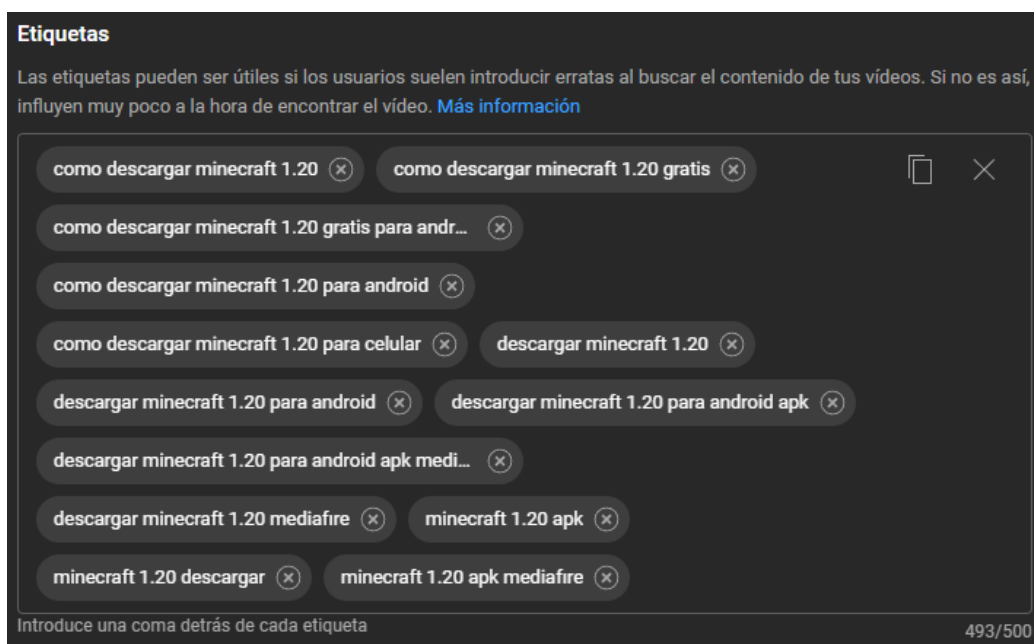 Etiquetas
Las etiquetas pueden ser útiles si los usuarios suelen introducir erratas al buscar el contenido de tus vídeos. Si no es así,
influyen muy poco a la hora de encontrar el vídeo. Más información
como descargar minecraft 1.20 como descargar minecraft 1.20 gratis
como descargar minecraft 1.20 gratis para andr...
como descargar minecraft 1.20 para android
como descargar minecraft 1.20 para celular descargar minecraft 1.20
descargar minecraft 1.20 para android descargar minecraft 1.20 para android apk
descargar minecraft 1.20 para android apk medi...
descargar minecraft 1.20 mediafire minecraft 1.20 apk
minecraft 1.20 descargar minecraft 1.20 apk mediafire
Introduce una coma detrás de cada etiqueta 493/500